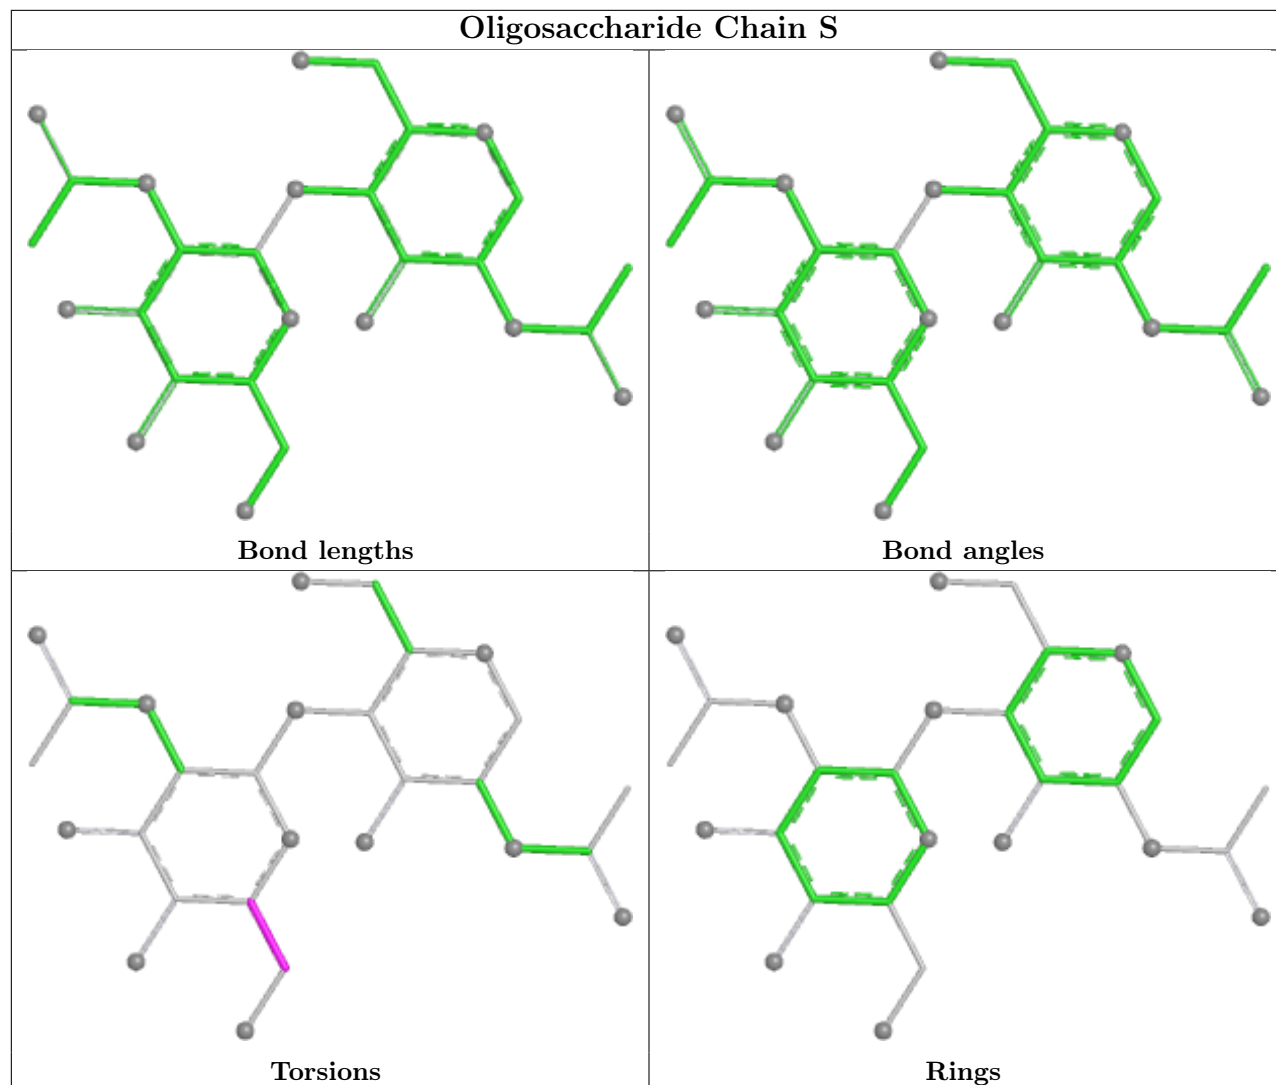 Oligosaccharide Chain S
Bond lengths
Bond angles
Torsions
Rings